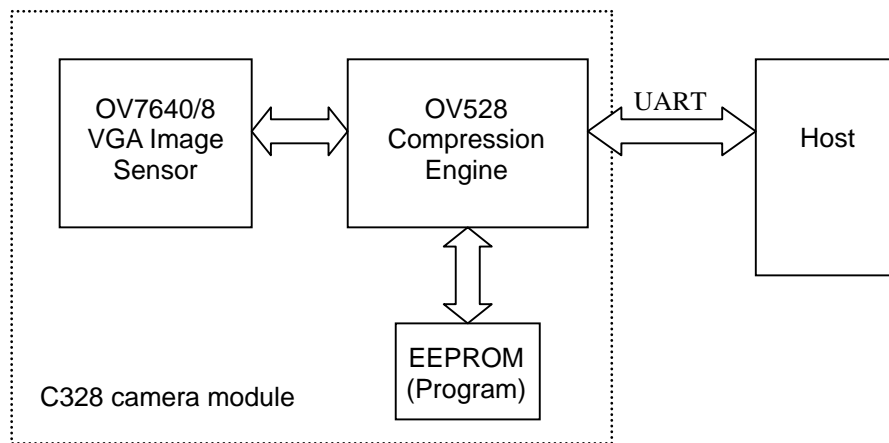 OV7640/8
VGA Image
Sensor
OV528
Compression
Engine
UART
Host
EEPROM
(Program)
C328 camera module